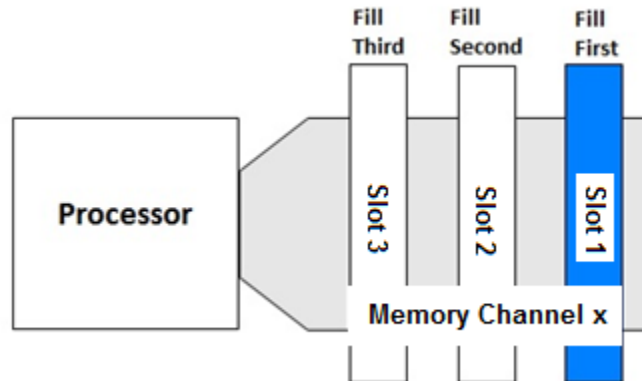 Fill
Third
Fill
Second
Fill
First
Processor
Slot 3
Slot 2
Slot 1
Memory Channel x